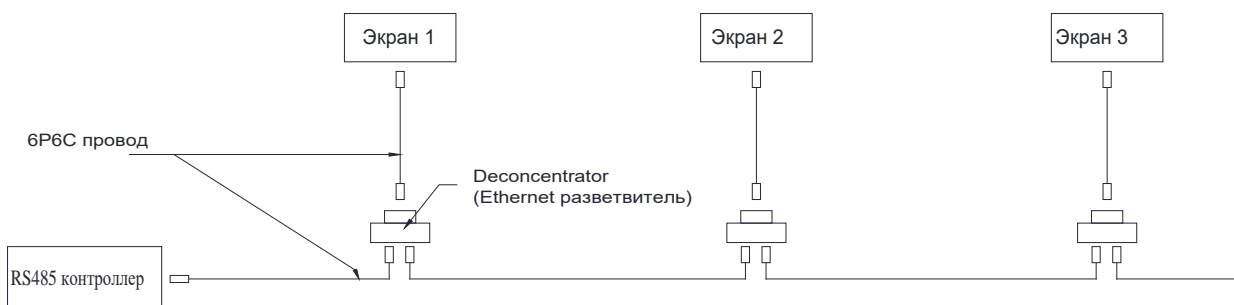 Экран 1
Экран 2
Экран 3
6P6C провод
Deconcentrator
(Ethernet разветвитель)
RS485 контроллер